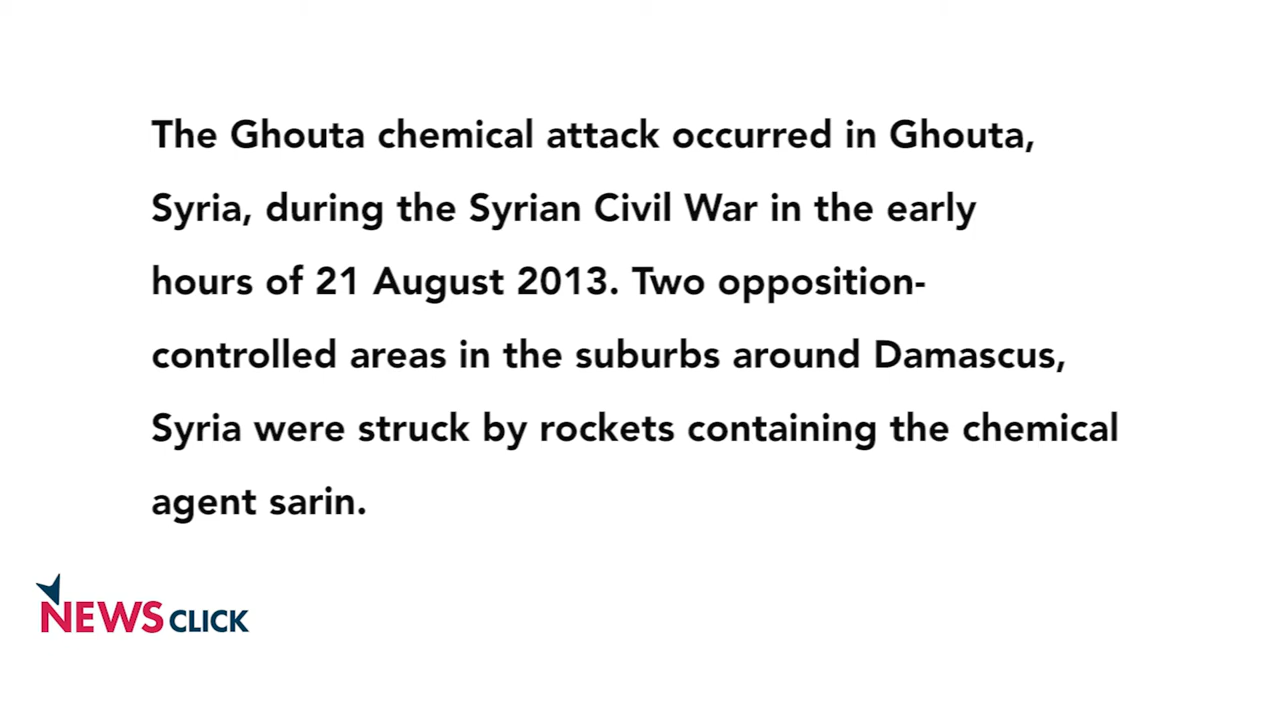 The Ghouta chemical attack occurred in Ghouta,
Syria, during the Syrian Civil War in the early
hours of 21 August 2013. Two opposition-
controlled areas in the suburbs around Damascus,
Syria were struck by rockets containing the chemical
agent sarin.
NEWS CLICK